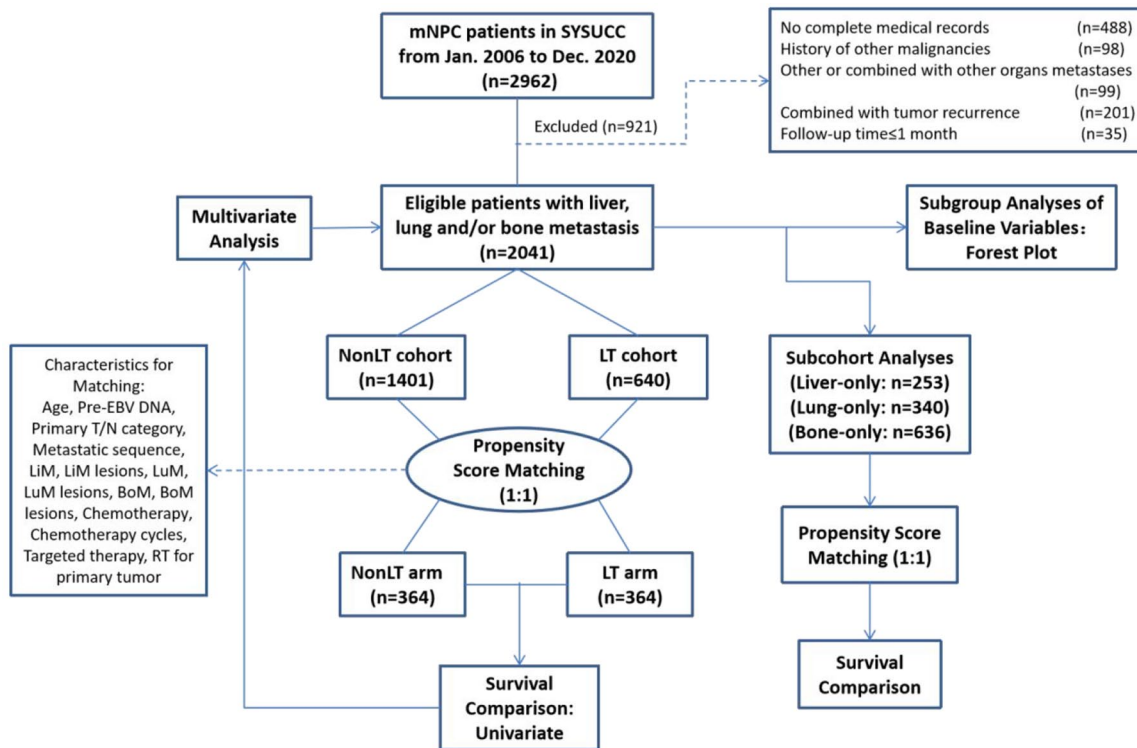 mNPC patients in SYSUCC
from Jan. 2006 to Dec. 2020
(n=2962)
No complete medical records (n=488)
History of other malignancies (n=98)
Other or combined with other organs metastases
(n=99)
Combined with tumor recurrence (n=201)
Follow-up time≤1 month (n=35)
Excluded (n=921)
Multivariate
Analysis
Eligible patients with liver,
lung and/or bone metastasis
(n=2041)
Subgroup Analyses of
Baseline Variables:
Forest Plot
NonLT cohort
(n=1401)
LT cohort
(n=640)
Subcohort Analyses
(Liver-only: n=253)
(Lung-only: n=340)
(Bone-only: n=636)
Characteristics for
Matching:
Age, Pre-EBV DNA,
Primary T/N category,
Metastatic sequence,
LiM, LiM lesions, LuM,
LuM lesions, BoM, BoM
lesions, Chemotherapy,
Chemotherapy cycles,
Targeted therapy, RT for
primary tumor
Propensity
Score Matching
(1:1)
Propensity Score
Matching (1:1)
NonLT arm
(n=364)
LT arm
(n=364)
Survival
Comparison:
Univariate
Survival
Comparison